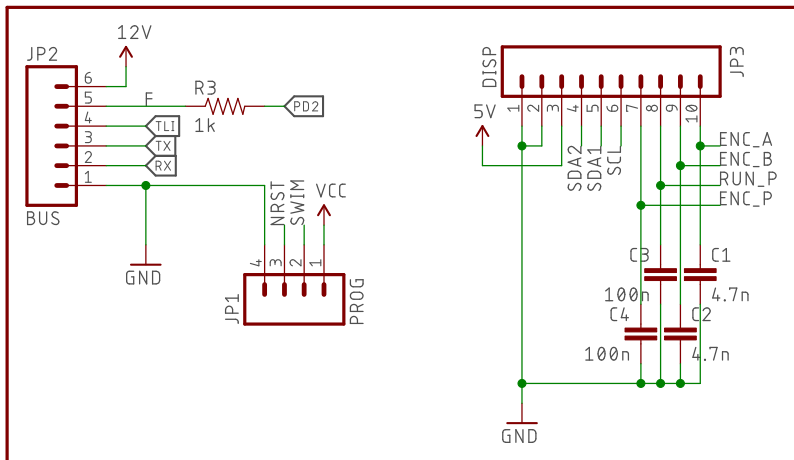 12V
JP2
6
5
4
3
2
1
F
R3
1k
PD2
TLI
TX
RX
BUS
GND
NRST
SWIM
VCC
4
3
2
1
JP1
PROG
DISP
JP3
1
2
3
4
5
6
7
8
9
10
5V
SDA2
SDA1
SCL
ENC_A
ENC_B
RUN_P
ENC_P
C3
C1
100n
4.7n
C4
C2
100n
4.7n
GND